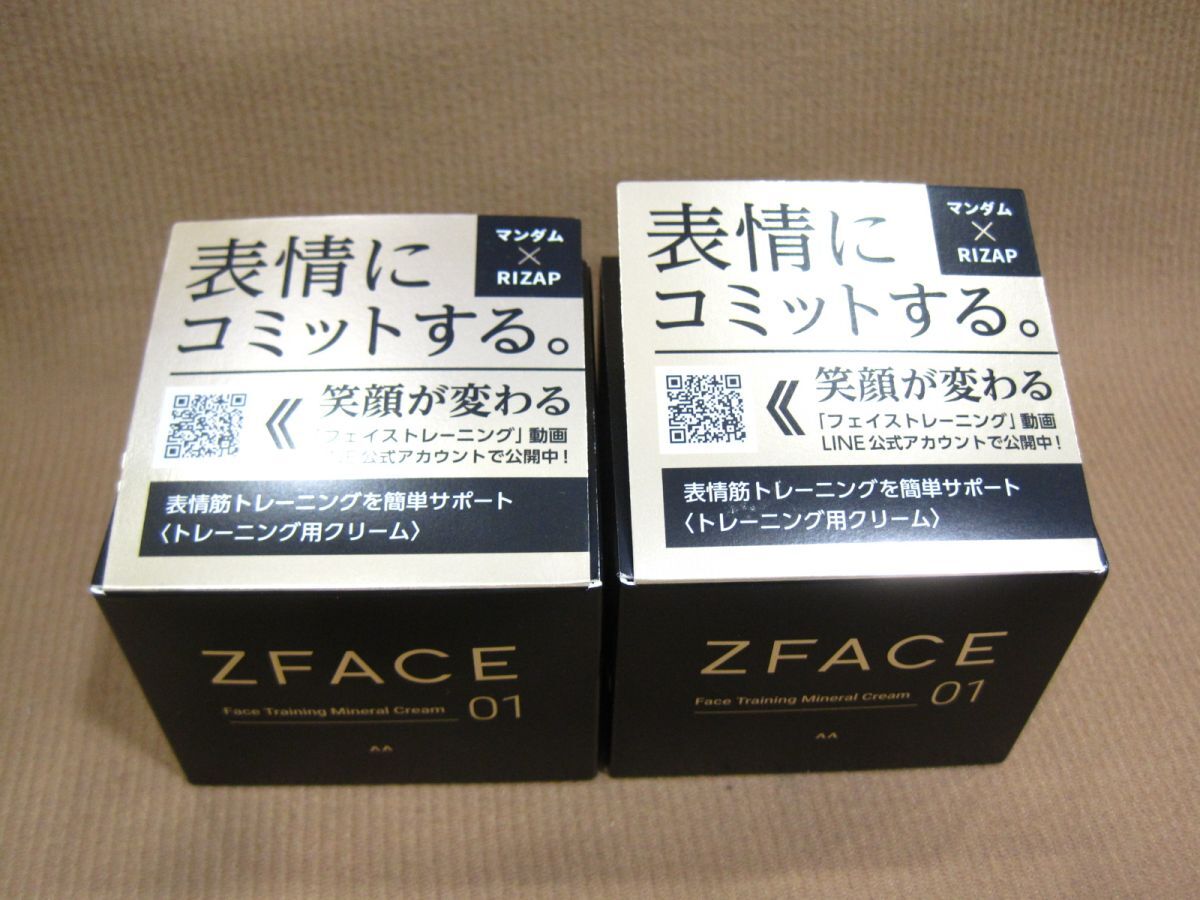 表情に
コミットする。
マンダム
×
RIZAP
笑顔が変わる
「フェイストレーニング」動画
LINE公式アカウントで公開中!
表情筋トレーニングを簡単サポート
〈トレーニング用クリーム〉
ZFACE
Face Training Mineral Cream 01
表情に
コミットする。
マンダム
×
RIZAP
笑顔が変わる
「フェイストレーニング」動画
LINE公式アカウントで公開中!
表情筋トレーニングを簡単サポート
〈トレーニング用クリーム〉
ZFACE
Face Training Mineral Cream 01